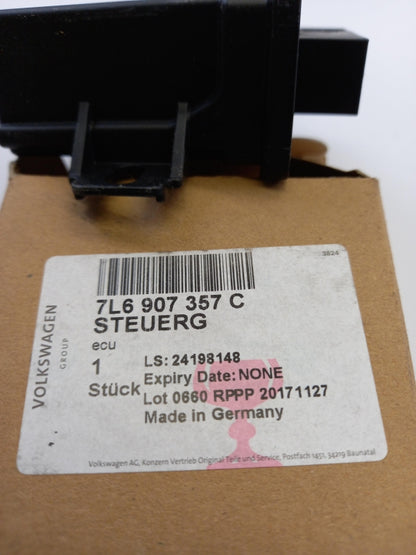 3824
7L6 907 357 C
STEUERG
ecu
1 LS: 24198148
Stück Expiry Date: NONE
Lot 0660 RPPP 20171127
Made in Germany
VOLKSWAGEN
GROUP
Volkswagen AG, Konzern Vertrieb Original Teile und Service, Postfach 1451, 34219 Baunatal